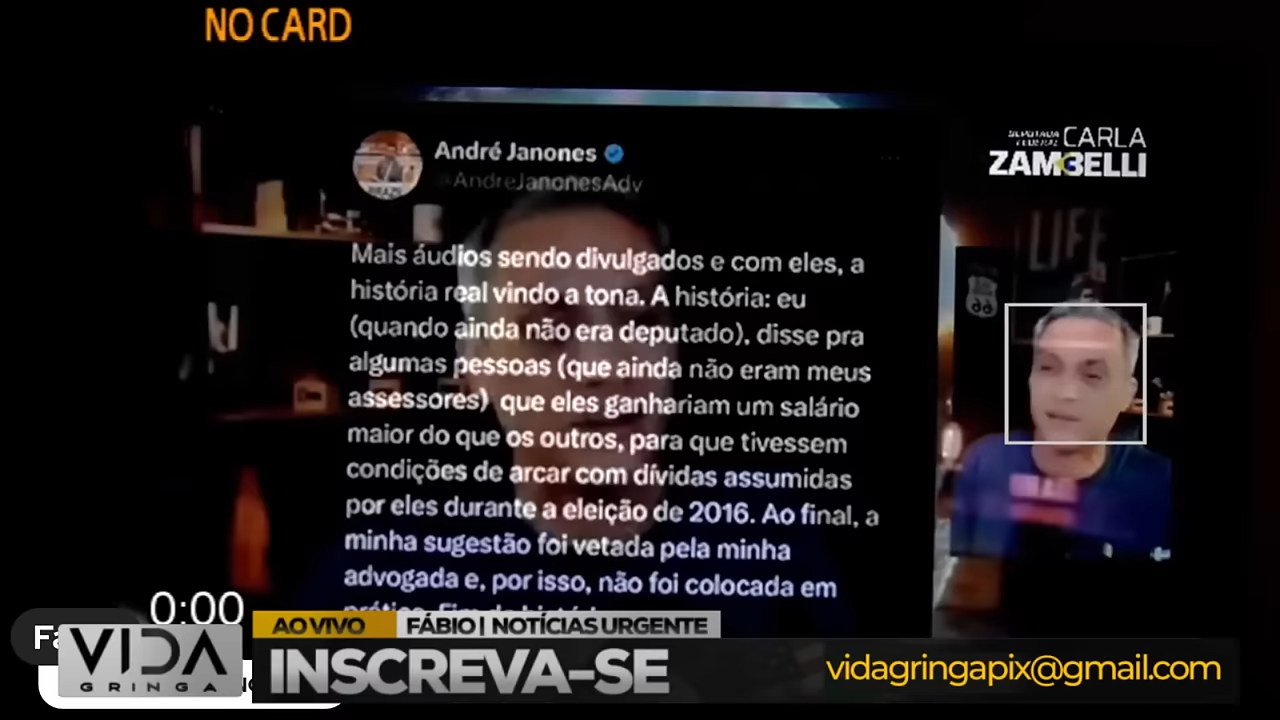 NO CARD
André Janones
@AndreJanonesAdv
DEPUTADA
FEDERAL CARLA
ZAMBELLI
LIFE
Mais áudios sendo divulgados e com eles, a
história real vindo a tona. A história: eu
(quando ainda não era deputado), disse pra
algumas pessoas (que ainda não eram meus
assessores) que eles ganhariam um salário
maior do que os outros, para que tivessem
condições de arcar com dívidas assumidas
por eles durante a eleição de 2016. Ao final, a
minha sugestão foi vetada pela minha
advogada e, por isso, não foi colocada em
0:00
AO VIVO
FÁBIO | NOTÍCIAS URGENTE
VIDA
GRINGA
INSCREVA-SE
vidagringapix@gmail.com